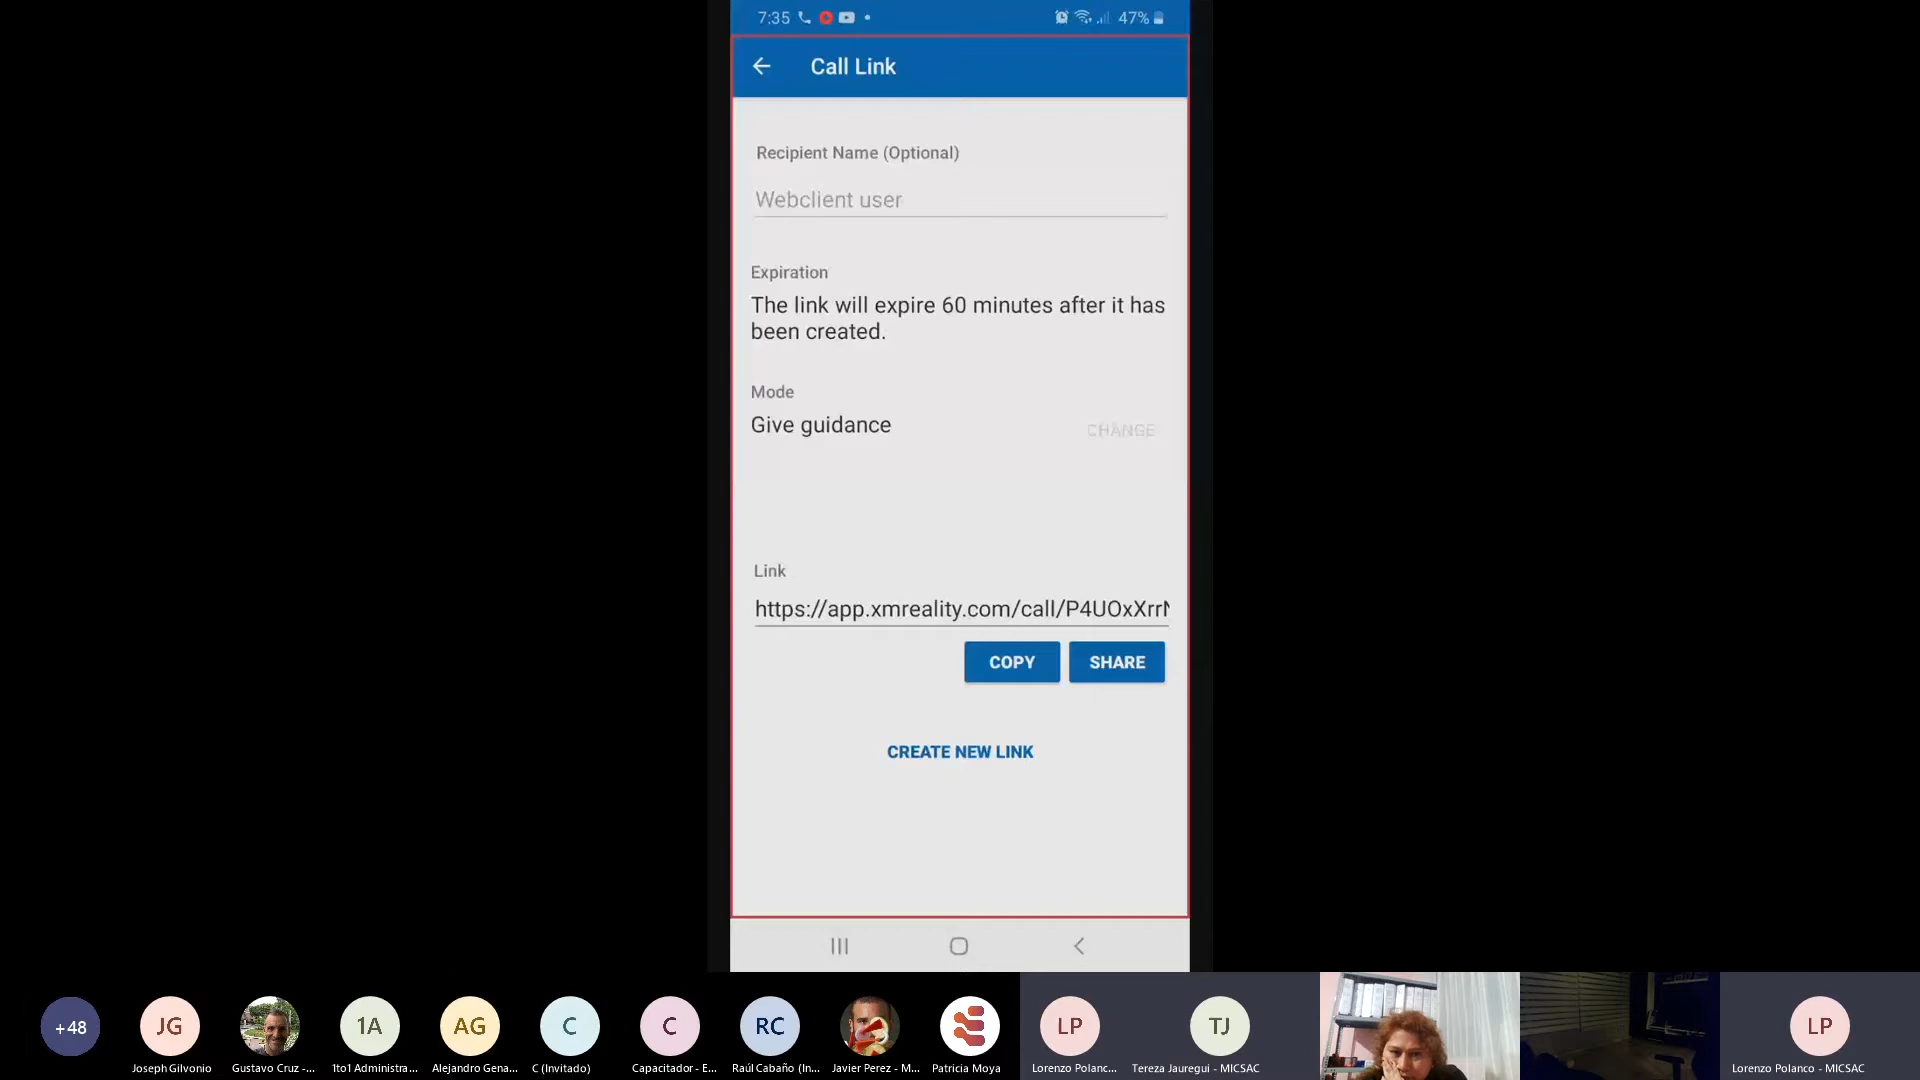 7:35
47%
Call Link
Recipient Name (Optional)
Webclient user
Expiration
The link will expire 60 minutes after it has
been created.
Mode
Give guidance
CHANGE
Link
https://app.xmreality.com/call/P4UOxXrrN
COPY
SHARE
CREATE NEW LINK
+48
JG
1A
AG
C
C
RC
LP
TJ
LP
Joseph Gilvonio
Gustavo Cruz -...
1to1 Administra...
Alejandro Gena...
C (Invitado)
Capacitador - E...
Raúl Cabaño (In...
Javier Perez - M...
Patricia Moya
Lorenzo Polanc...
Tereza Jauregui - MICSAC
Lorenzo Polanco - MICSAC